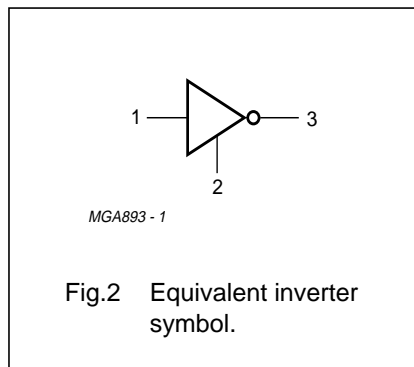 1
3
2
MGA893 - 1
Fig.2 Equivalent inverter
symbol.